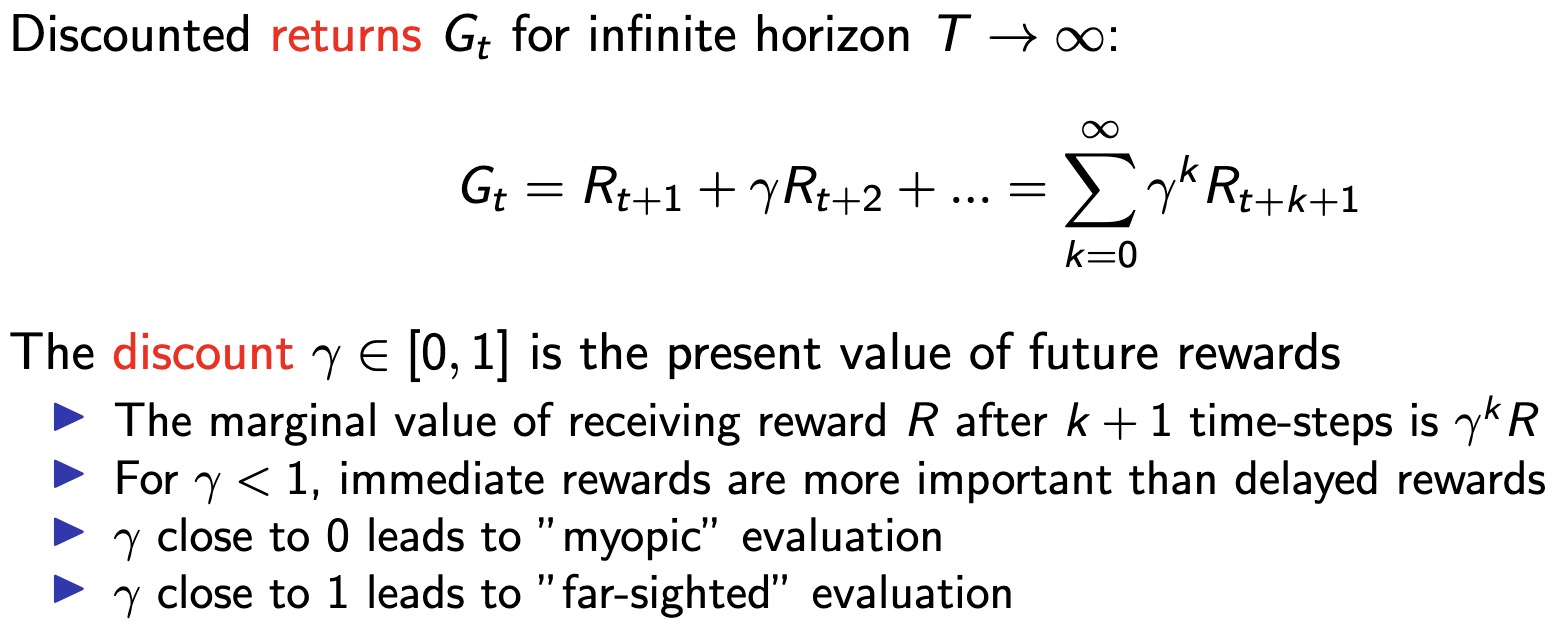 Discounted returns G_t for infinite horizon T → ∞:
G_t = R_{t+1} + γR_{t+2} + ... = \sum_{k=0}^{∞} γ^k R_{t+k+1}
The discount γ ∈ [0, 1] is the present value of future rewards
▶ The marginal value of receiving reward R after k + 1 time-steps is γ^k R
▶ For γ < 1, immediate rewards are more important than delayed rewards
▶ γ close to 0 leads to ”myopic” evaluation
▶ γ close to 1 leads to ”far-sighted” evaluation